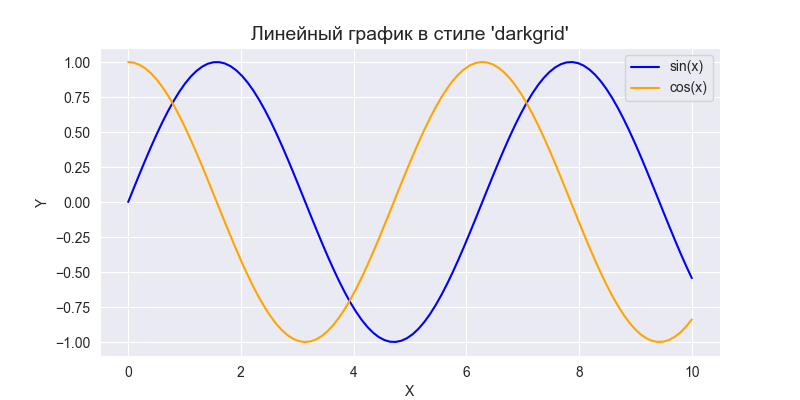 Линейный график в стиле 'darkgrid'
sin(x)
cos(x)
1.00
0.75
0.50
0.25
0.00
−0.25
−0.50
−0.75
−1.00
Y
0 2 4 6 8 10
X